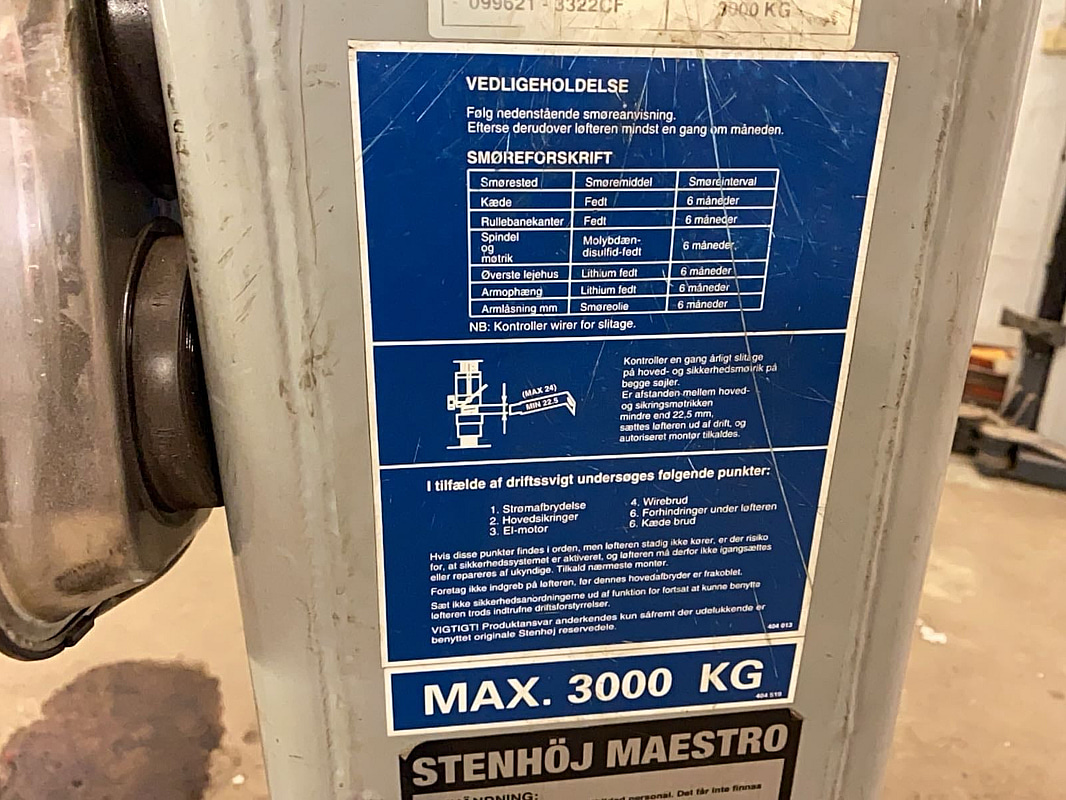 099621 - 3322CF 3000 KG
VEDLIGEHOLDELSE
Følg nedenstående smøreanvisning.
Efterse derudover løfteren mindst en gang om måneden.
SMØREFORSKRIFT
Smørested Smøremiddel Smøreinterval
Kæde Fedt 6 måneder
Rullebanekanter Fedt 6 måneder
Spindel
og
møtrik
Molybdæn-
disulfid-fedt
6 måneder
Øverste lejehus Lithium fedt 6 måneder
Armophæng Lithium fedt 6 måneder
Armlåsning mm Smøreolie 6 måneder
NB: Kontroller wirer for slitage.
(MAX 24)
MIN 22.5
Kontroller en gang årligt slitage
på hoved- og sikkerhedsmøtrik på
begge søjler.
Er afstanden mellem hoved-
og sikringsmøtrikken
mindre end 22,5 mm,
sættes løfteren ud af drift, og
autoriseret montør tilkaldes.
I tilfælde af driftssvigt undersøges følgende punkter:
1. Strømafbrydelse
2. Hovedsikringer
3. El-motor
4. Wirebrud
6. Forhindringer under løfteren
6. Kæde brud
Hvis disse punkter findes i orden, men løfteren stadig ikke kører, er der risiko
for, at sikkerhedssystemet er aktiveret, og løfteren må derfor ikke igangsættes
eller repareres af ukyndige. Tilkald nærmeste montør.
Foretag ikke indgreb på løfteren, før dennes hovedafbryder er frakoblet.
Sæt ikke sikkerhedsanordningerne ud af funktion for fortsat at kunne benytte
løfteren trods indtrufne driftsforstyrrelser.
VIGTIGT! Produktansvar anderkendes kun såfremt der udelukkende er
benyttet originale Stenhøj reservedele.
404 013
MAX. 3000 KG
404 519
STENHÖJ MAESTRO
personal. Det får inte finnas